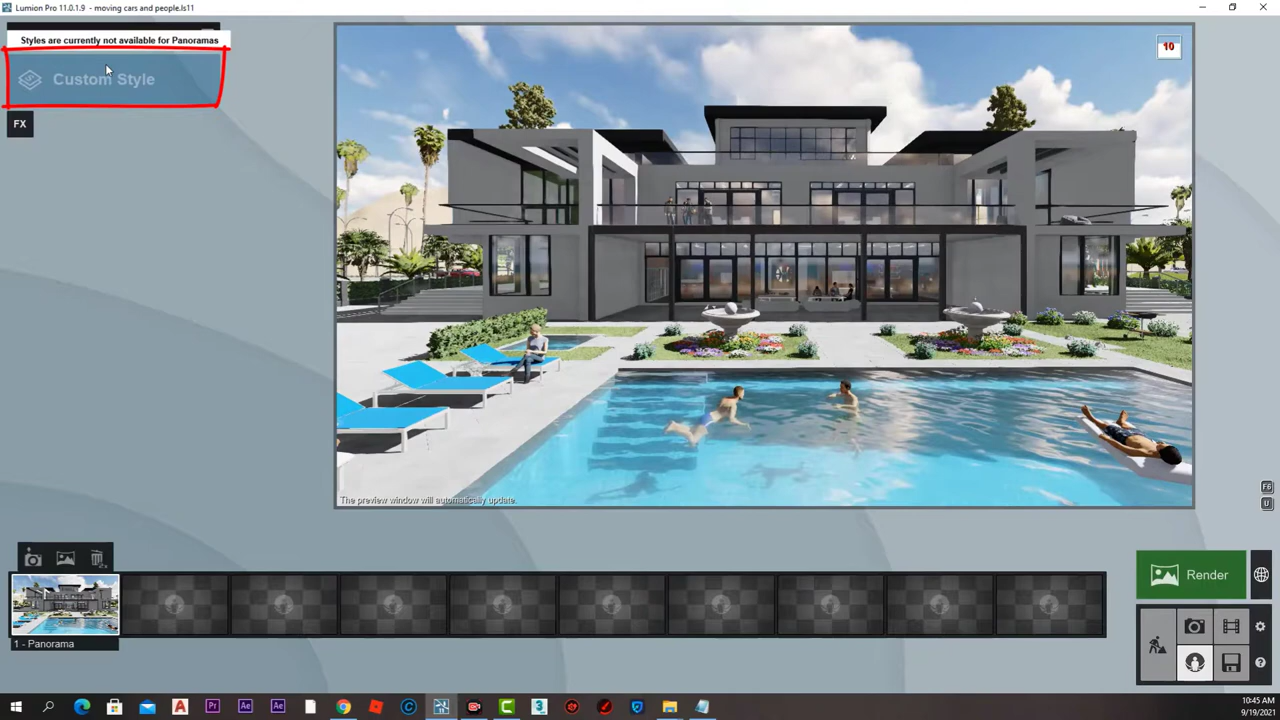 Lumion Pro 11.0.1.9 - moving cars and people.ls11
Styles are currently not available for Panoramas
Custom Style
FX
10
The preview window will automatically update.
F6
U
1 - Panorama
Render
10:45 AM
9/19/2021